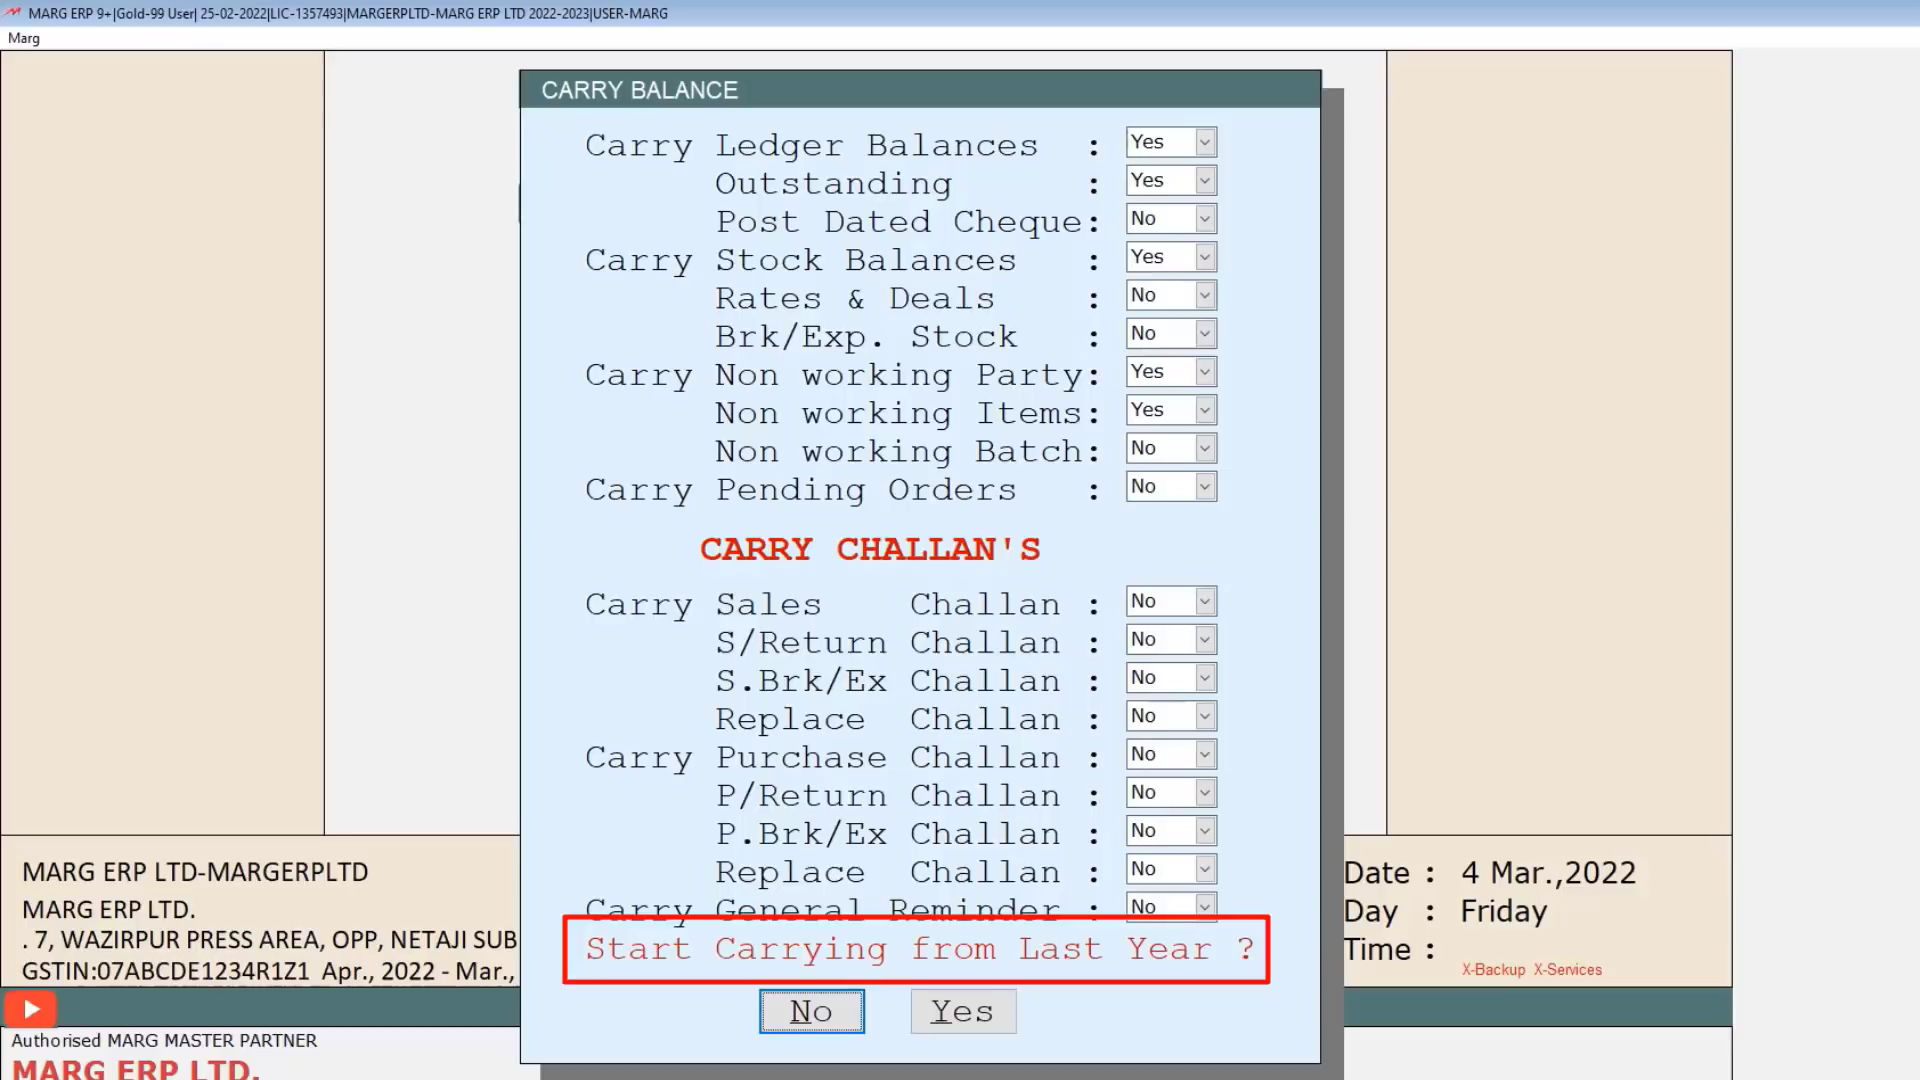 MARG ERP 9+|Gold-99 User| 25-02-2022|LIC-1357493|MARGERPLTD-MARG ERP LTD 2022-2023|USER-MARG
Marg
CARRY BALANCE
Carry Ledger Balances : Yes
Outstanding : Yes
Post Dated Cheque: No
Carry Stock Balances : Yes
Rates & Deals : No
Brk/Exp. Stock : No
Carry Non working Party: Yes
Non working Items: Yes
Non working Batch: No
Carry Pending Orders : No
CARRY CHALLAN'S
Carry Sales Challan : No
S/Return Challan : No
S.Brk/Ex Challan : No
Replace Challan : No
Carry Purchase Challan : No
P/Return Challan : No
P.Brk/Ex Challan : No
Replace Challan : No
Carry General Reminder : No
Start Carrying from Last Year ?
No Yes
MARG ERP LTD-MARGERPLTD
MARG ERP LTD.
. 7, WAZIRPUR PRESS AREA, OPP, NETAJI SUB
GSTIN:07ABCDE1234R1Z1 Apr., 2022 - Mar.,
Date : 4 Mar.,2022
Day : Friday
Time :
X-Backup X-Services
Authorised MARG MASTER PARTNER
MARG ERP LTD.